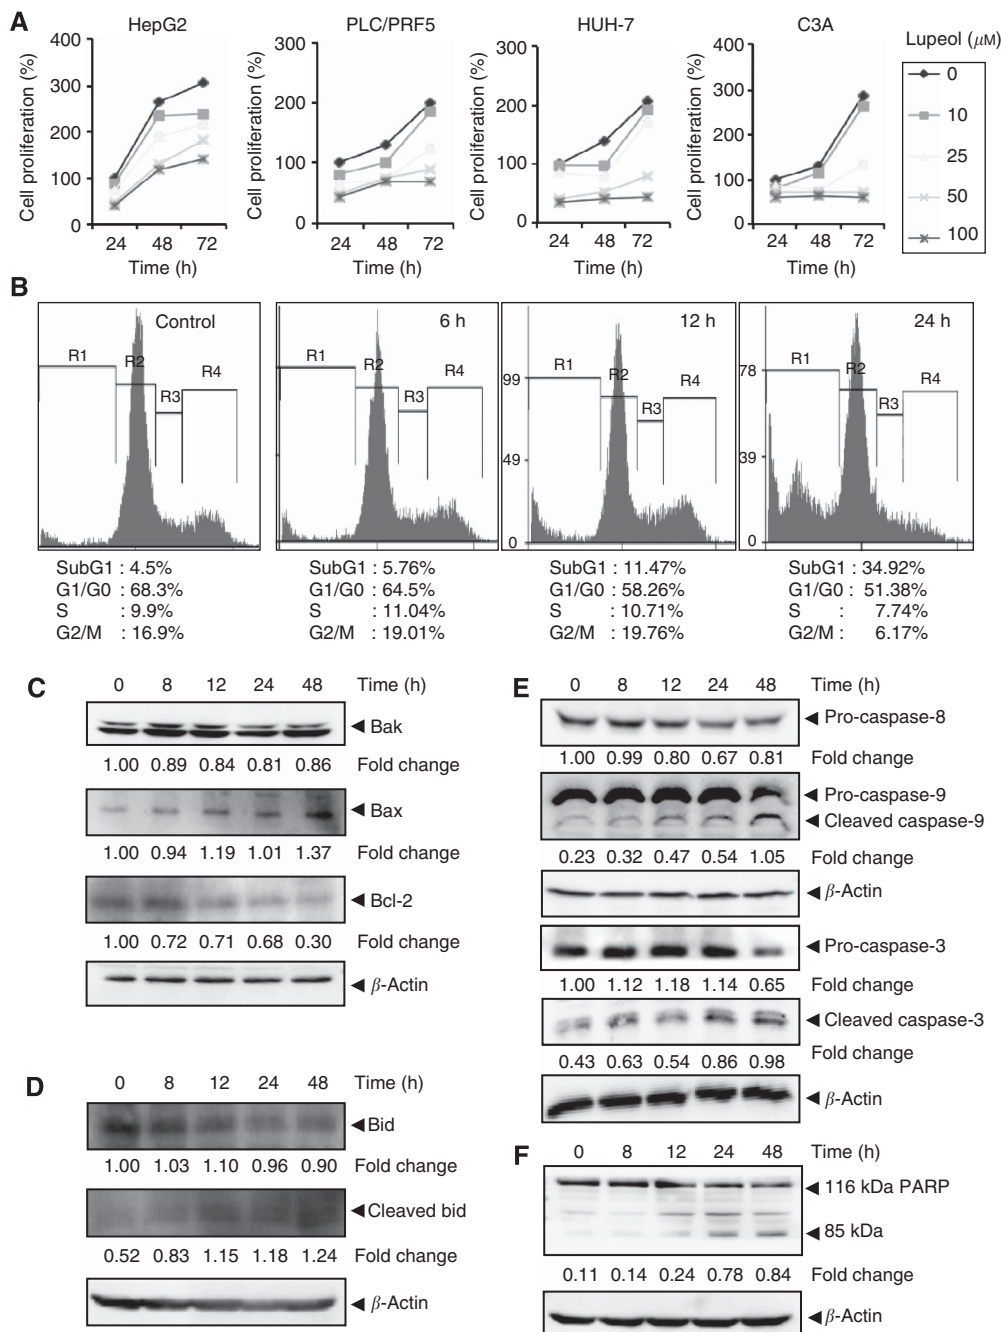 A
HepG2
PLC/PRF5
HUH-7
C3A
Lupeol (μM)
Cell proliferation (%)
400
300
200
100
0
24 48 72
Time (h)
Cell proliferation (%)
300
200
100
0
24 48 72
Time (h)
Cell proliferation (%)
300
200
100
0
24 48 72
Time (h)
Cell proliferation (%)
400
300
200
100
0
24 48 72
Time (h)
0
10
25
50
100
B
Control
R1 R2 R3 R4
SubG1 : 4.5%
G1/G0 : 68.3%
S : 9.9%
G2/M : 16.9%
6 h
R1 R2 R3 R4
SubG1 : 5.76%
G1/G0 : 64.5%
S : 11.04%
G2/M : 19.01%
12 h
R1 R2 R3 R4
99
49
0
SubG1 : 11.47%
G1/G0 : 58.26%
S : 10.71%
G2/M : 19.76%
24 h
R1 R2 R3 R4
78
39
0
SubG1 : 34.92%
G1/G0 : 51.38%
S : 7.74%
G2/M : 6.17%
C
0 8 12 24 48 Time (h)
Bak
1.00 0.89 0.84 0.81 0.86 Fold change
Bax
1.00 0.94 1.19 1.01 1.37 Fold change
Bcl-2
1.00 0.72 0.71 0.68 0.30 Fold change
β-Actin
D
0 8 12 24 48 Time (h)
Bid
1.00 1.03 1.10 0.96 0.90 Fold change
Cleaved bid
0.52 0.83 1.15 1.18 1.24 Fold change
β-Actin
E
0 8 12 24 48 Time (h)
Pro-caspase-8
1.00 0.99 0.80 0.67 0.81 Fold change
Pro-caspase-9
Cleaved caspase-9
0.23 0.32 0.47 0.54 1.05 Fold change
β-Actin
Pro-caspase-3
1.00 1.12 1.18 1.14 0.65 Fold change
Cleaved caspase-3
0.43 0.63 0.54 0.86 0.98 Fold change
β-Actin
F
0 8 12 24 48 Time (h)
116 kDa PARP
85 kDa
0.11 0.14 0.24 0.78 0.84 Fold change
β-Actin